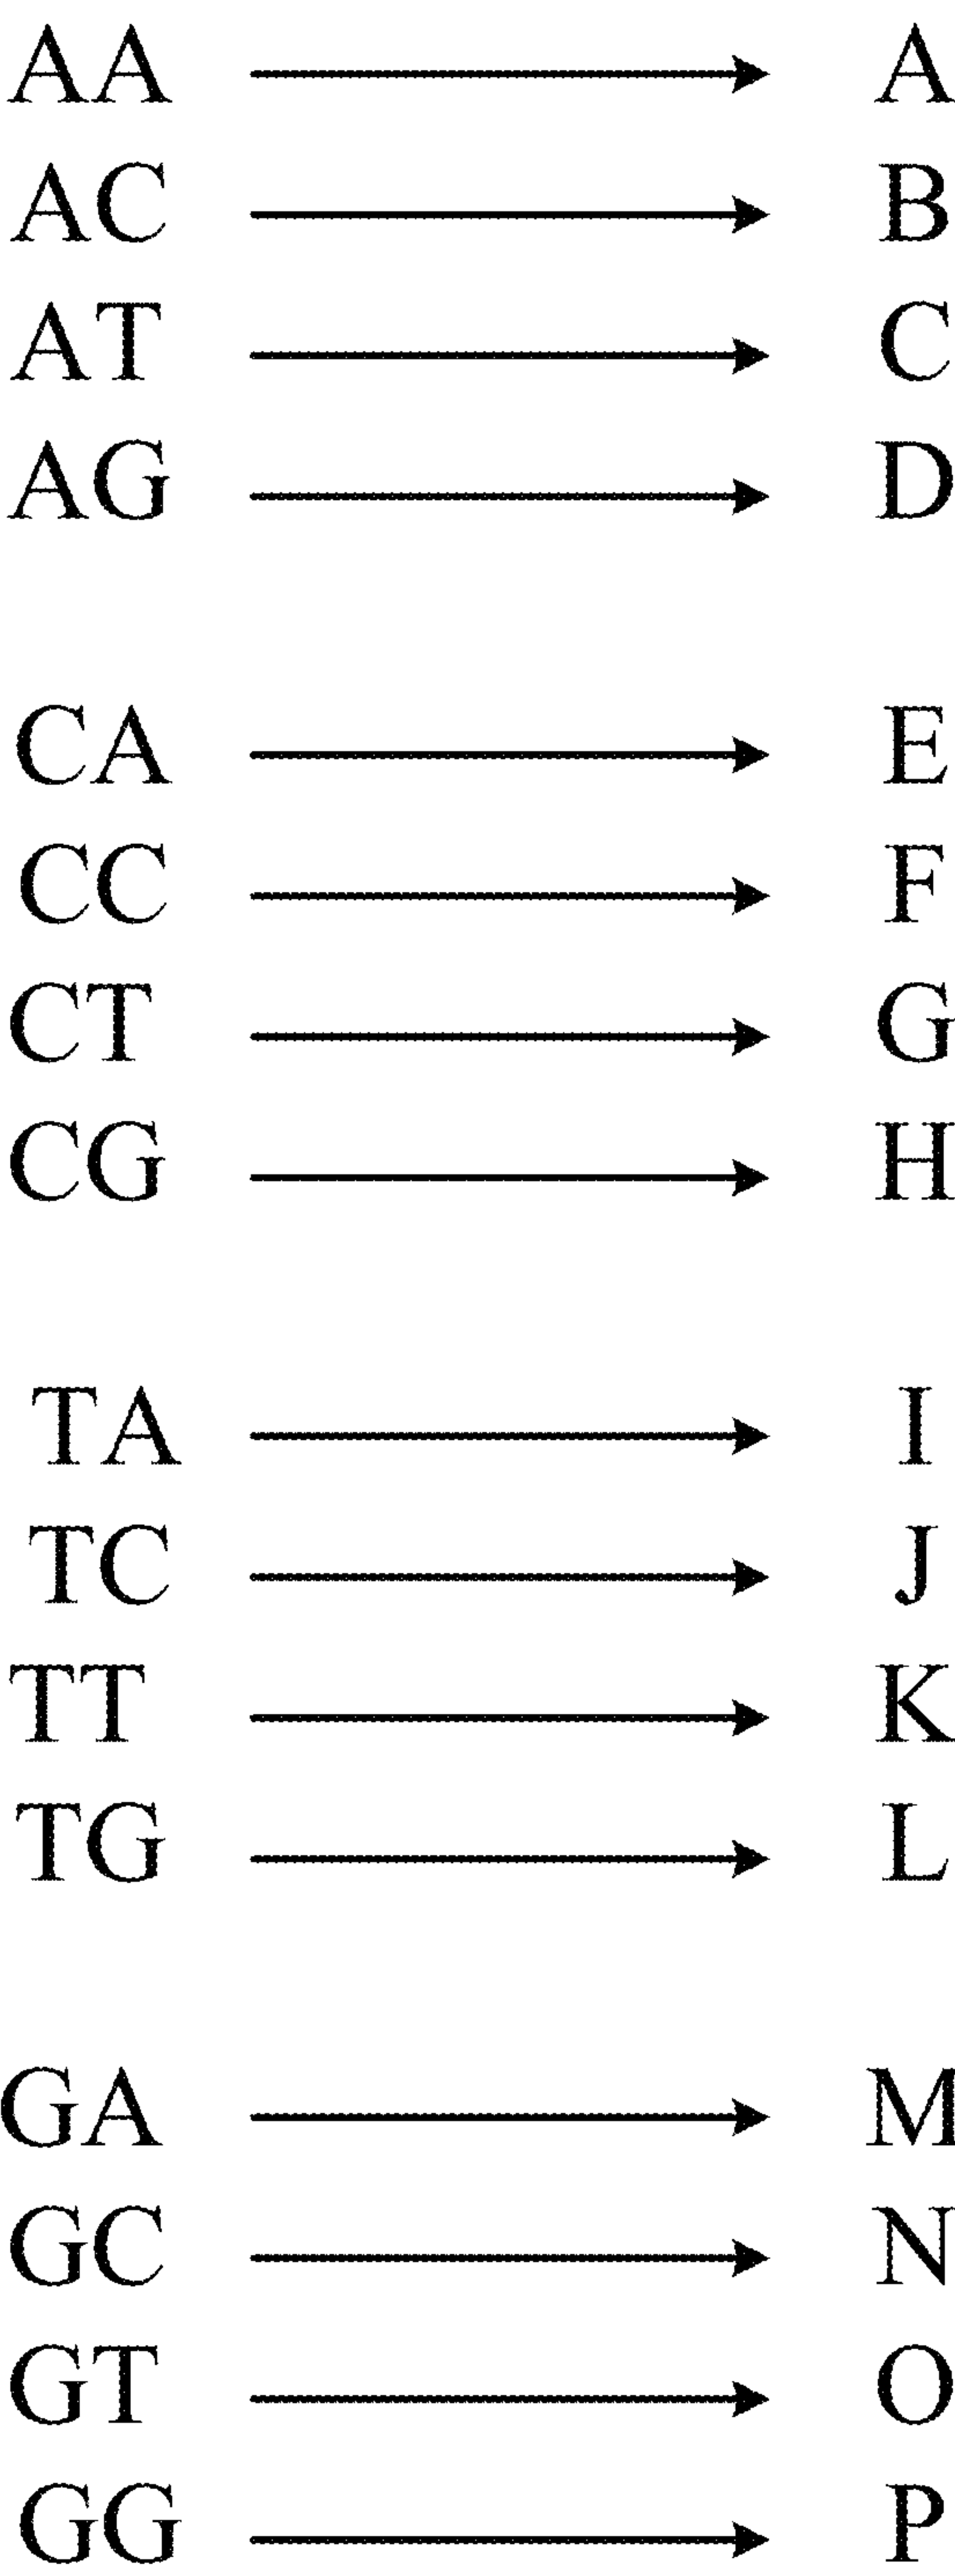 AA → A
AC → B
AT → C
AG → D
CA → E
CC → F
CT → G
CG → H
TA → I
TC → J
TT → K
TG → L
GA → M
GC → N
GT → O
GG → P